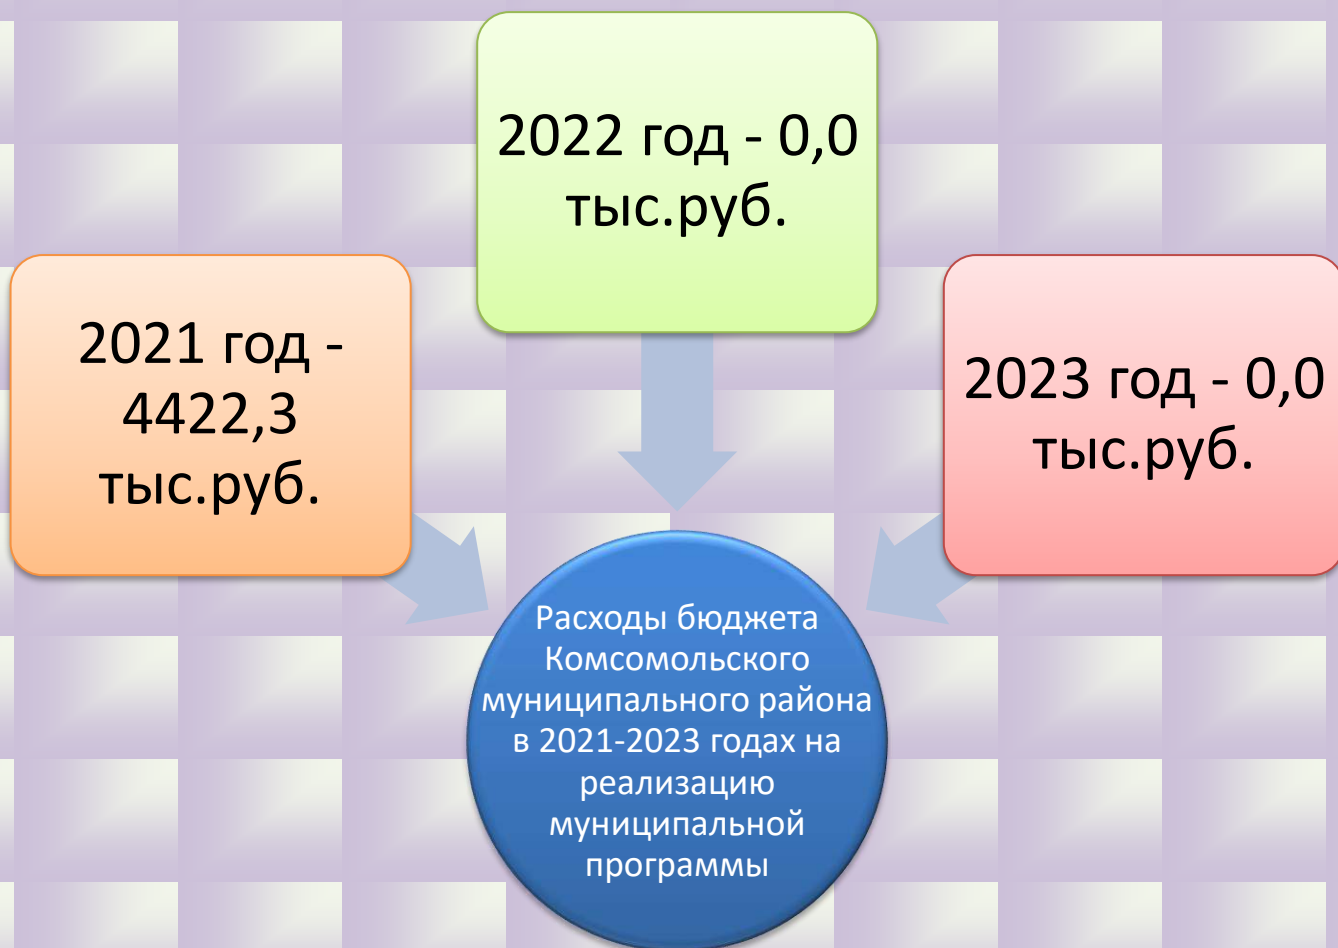 2022 год - 0,0
тыс.руб.
2021 год -
4422,3
тыс.руб.
2023 год - 0,0
тыс.руб.
Расходы бюджета
Комсомольского
муниципального района
в 2021-2023 годах на
реализацию
муниципальной
программы